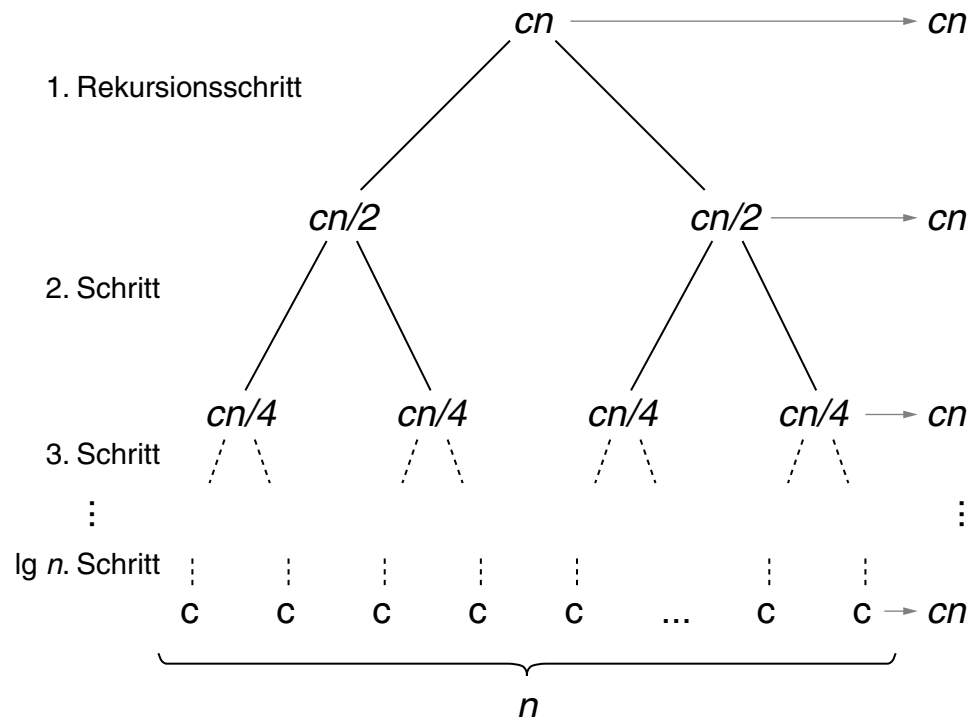 cn cn
1. Rekursionsschritt
cn/2 cn/2 cn
2. Schritt
cn/4 cn/4 cn/4 cn/4 cn
3. Schritt
⋮ ⋮
lg n. Schritt
c c c c c ... c c cn
n